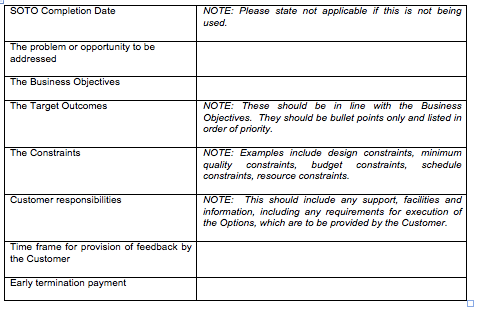 SOTO Completion Date
NOTE: Please state not applicable if this is not being
used.
The problem or opportunity to be
addressed
The Business Objectives
The Target Outcomes
NOTE: These should be in line with the Business
Objectives. They should be bullet points only and listed in
order of priority.
The Constraints
NOTE: Examples include design constraints, minimum
quality constraints, budget constraints, schedule
constraints, resource constraints.
Customer responsibilities
NOTE: This should include any support, facilities and
information, including any requirements for execution of
the Options, which are to be provided by the Customer.
Time frame for provision of feedback by
the Customer
Early termination payment